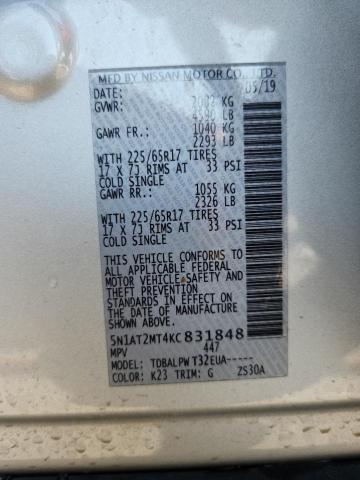 MFD BY NISSAN MOTOR CO., LTD.
DATE: 05/19
GVWR: KG
LB
GAWR FR.: 1040 KG
2293 LB
WITH 225/65R17 TIRES
17 X 7J RIMS AT 33 PSI
COLD SINGLE
GAWR RR.: 1055 KG
2326 LB
WITH 225/65R17 TIRES
17 X 7J RIMS AT 33 PSI
COLD SINGLE
THIS VEHICLE CONFORMS TO
ALL APPLICABLE FEDERAL
MOTOR VEHICLE SAFETY AND
THEFT PREVENTION
STANDARDS IN EFFECT ON
THE DATE OF MANUFACTURE
SHOWN ABOVE.
5N1AT2MT4KC831848
MPV 447
MODEL: TDBALPW T32EUA-----
COLOR: K23 TRIM: G ZS30A